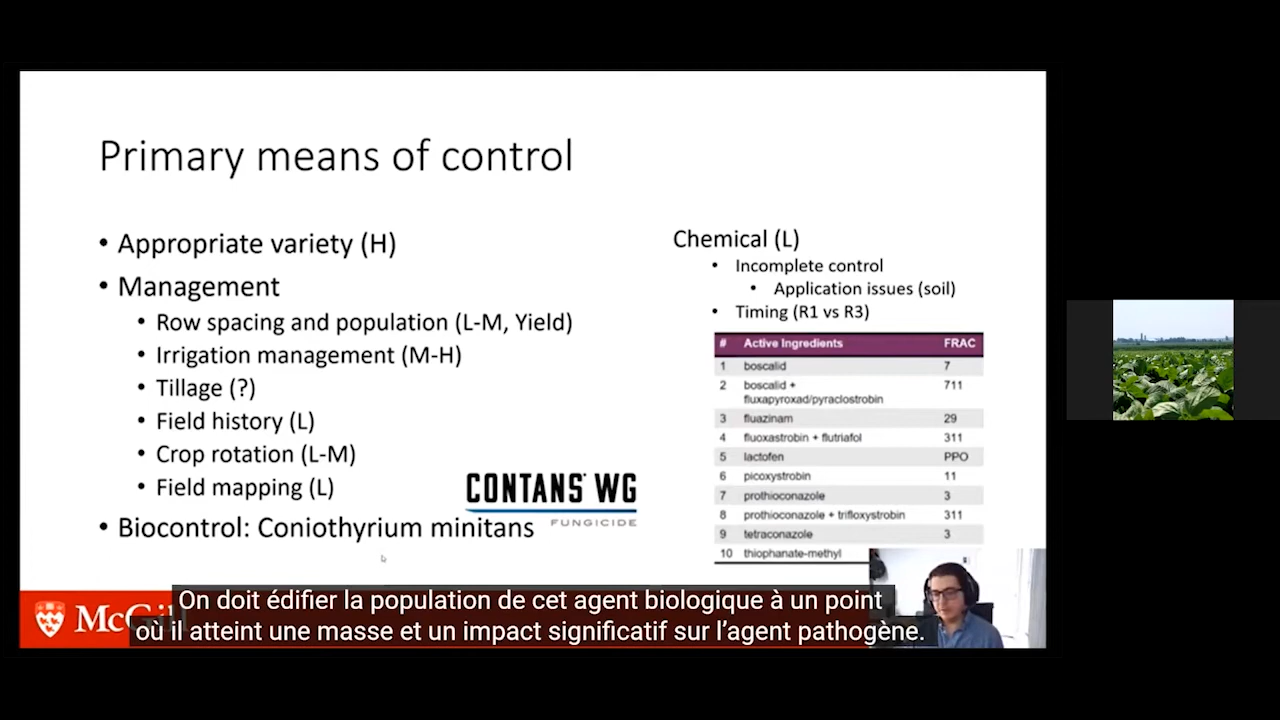 Primary means of control
• Appropriate variety (H)
• Management
• Row spacing and population (L-M, Yield)
• Irrigation management (M-H)
• Tillage (?)
• Field history (L)
• Crop rotation (L-M)
• Field mapping (L)
• Biocontrol: Coniothyrium minitans
CONTANS WG
FUNGICIDE
Chemical (L)
• Incomplete control
• Application issues (soil)
• Timing (R1 vs R3)
# Active Ingredients FRAC
1 boscalid 7
2 boscalid + 711
fluxapyroxad/pyraclostrobin
3 fluazinam 29
4 fluoxastrobin + flutriafol 311
5 lactofen PPO
6 picoxystrobin 11
7 prothioconazole 3
8 prothioconazole + trifloxystrobin 311
9 tetraconazole 3
10 thiophanate-methyl
McGill
On doit édifier la population de cet agent biologique à un point
où il atteint une masse et un impact significatif sur l’agent pathogène.